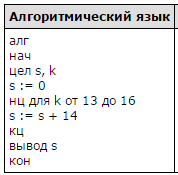 Алгоритмический язык
алг
нач
цел s, k
s := 0
нц для k от 13 до 16
s := s + 14
кц
вывод s
кон